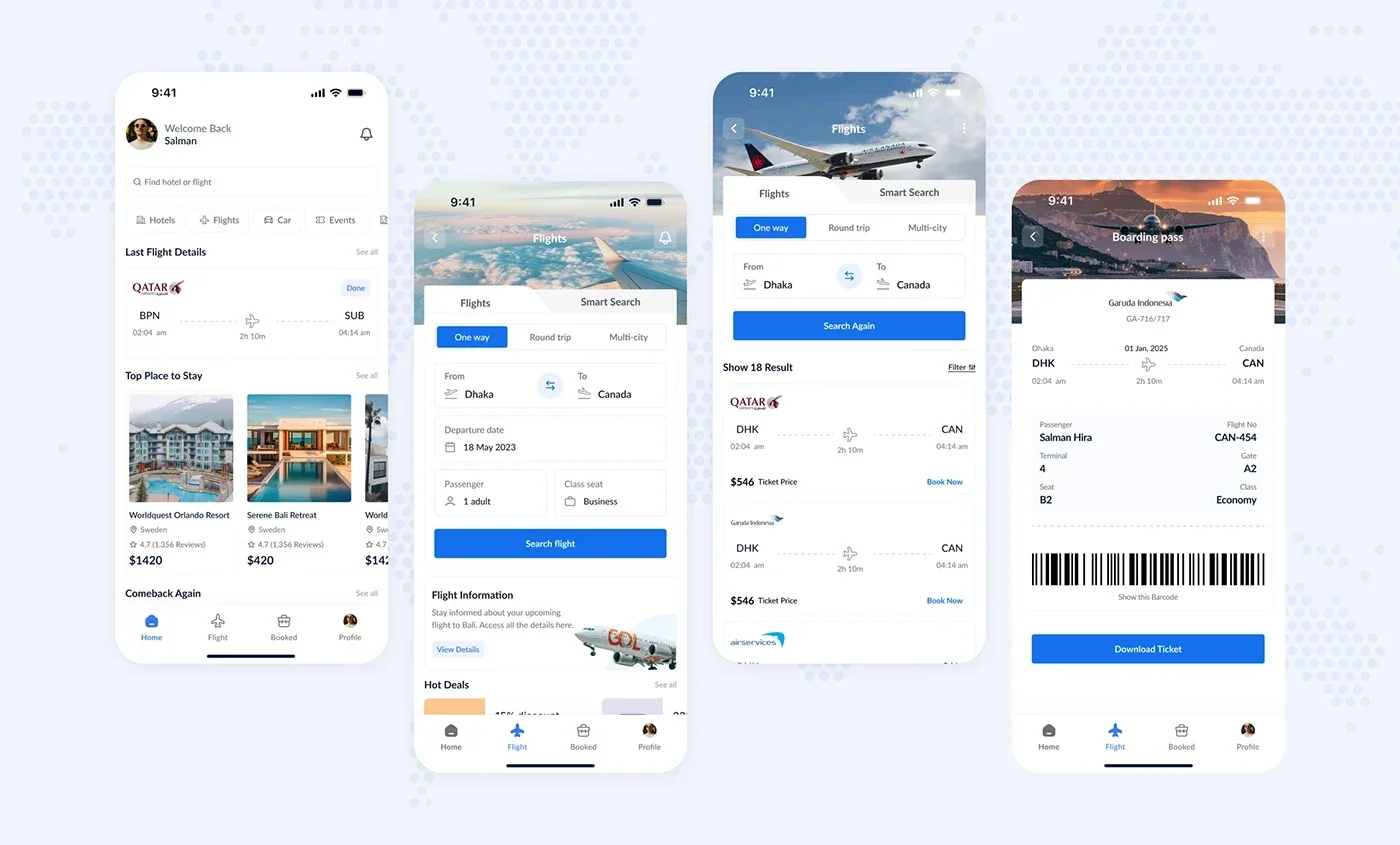 9:41
Welcome Back
Salman
Find hotel or flight
Hotels
Flights
Car
Events
Last Flight Details
See all
QATAR
AIRWAYS
Done
BPN
SUB
02:04 am
2h 10m
04:14 am
Top Place to Stay
See all
Worldquest Orlando Resort
Sweden
4.7 (1,356 Reviews)
$1420
Serene Bali Retreat
Sweden
4.7 (1,356 Reviews)
$420
World
Swe
4.7
$142
Comeback Again
See all
Home
Flight
Booked
Profile
9:41
Flights
Flights
Smart Search
One way
Round trip
Multi-city
From
Dhaka
To
Canada
Departure date
18 May 2023
Passenger
1 adult
Class seat
Business
Search flight
Flight Information
Stay informed about your upcoming
flight to Bali. Access all the details here.
View Details
GOL
Hot Deals
See all
15% discount
Home
Flight
Booked
Profile
9:41
Flights
Flights
Smart Search
One way
Round trip
Multi-city
From
Dhaka
To
Canada
Search Again
Show 18 Result
Filter
QATAR
AIRWAYS
DHK
CAN
02:04 am
2h 10m
04:14 am
$546 Ticket Price
Book Now
Garuda Indonesia
DHK
CAN
02:04 am
2h 10m
04:14 am
$546 Ticket Price
Book Now
airservices
9:41
Boarding pass
Garuda Indonesia
GA-716/717
Dhaka
01 Jan, 2025
Canada
DHK
CAN
02:04 am
2h 10m
04:14 am
Passenger
Flight No
Salman Hira
CAN-454
Terminal
Gate
4
A2
Seat
Class
B2
Economy
Show this Barcode
Download Ticket
Home
Flight
Booked
Profile